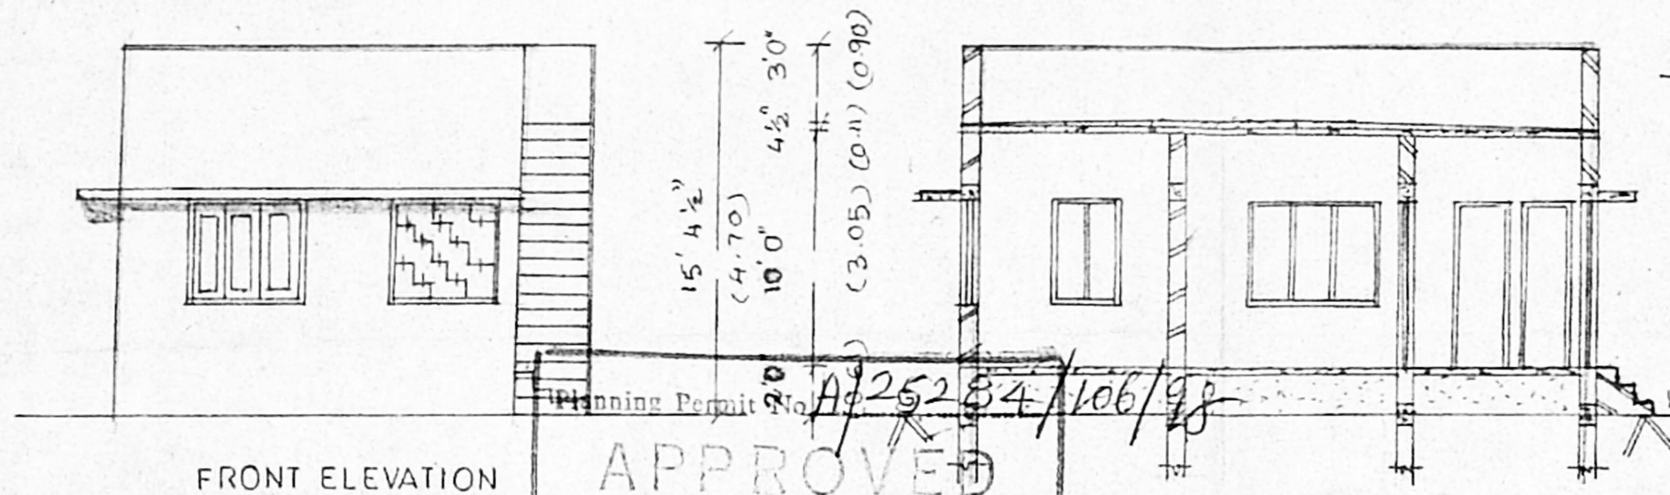 3'0" (0.90)
4½" (0.11)
15' 4½"
(4.70)
10'0" (3.05)
2'0"
Planning Permit No A/25284/106/98
APPROVED
FRONT ELEVATION